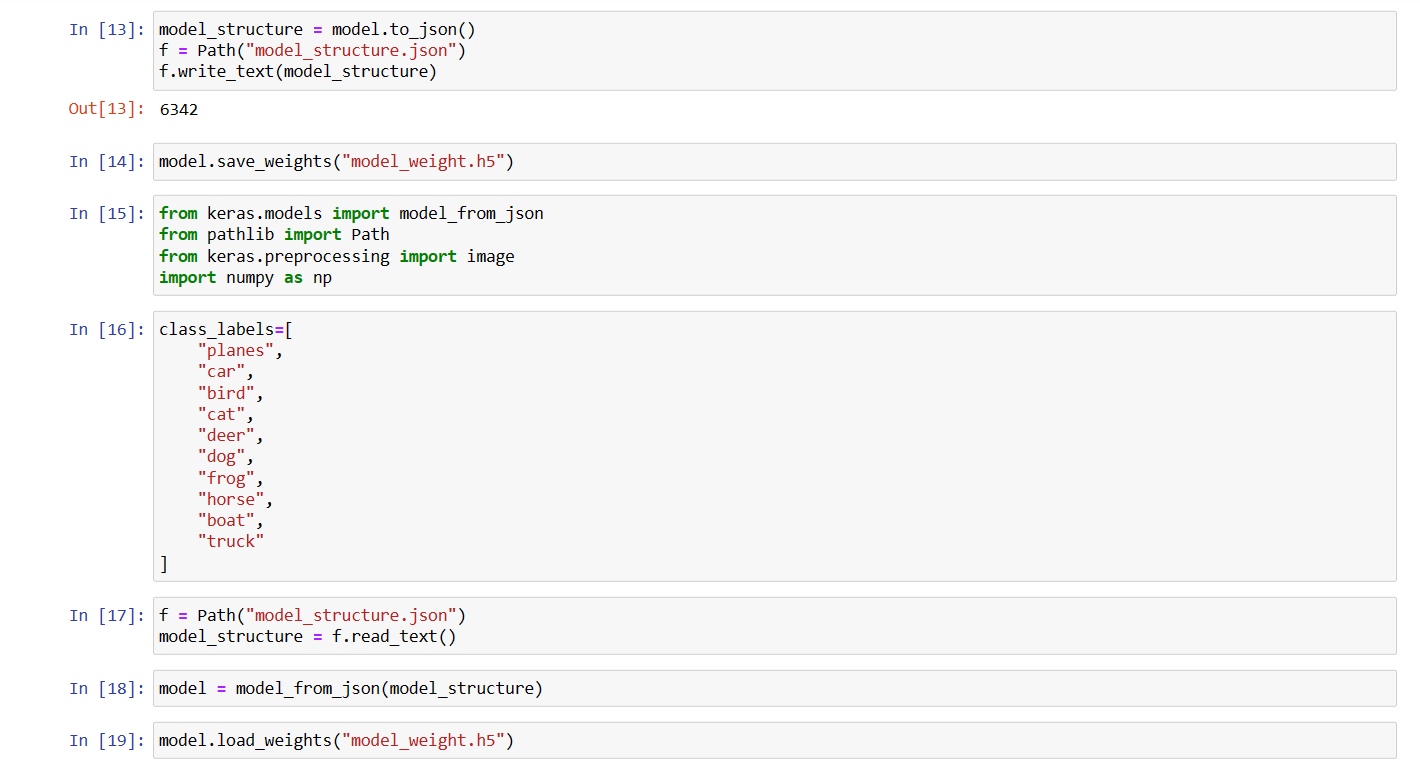 In [13]: model_structure = model.to_json()
f = Path("model_structure.json")
f.write_text(model_structure)
Out[13]: 6342
In [14]: model.save_weights("model_weight.h5")
In [15]: from keras.models import model_from_json
from pathlib import Path
from keras.preprocessing import image
import numpy as np
In [16]: class_labels=[
"planes",
"car",
"bird",
"cat",
"deer",
"dog",
"frog",
"horse",
"boat",
"truck"
]
In [17]: f = Path("model_structure.json")
model_structure = f.read_text()
In [18]: model = model_from_json(model_structure)
In [19]: model.load_weights("model_weight.h5")